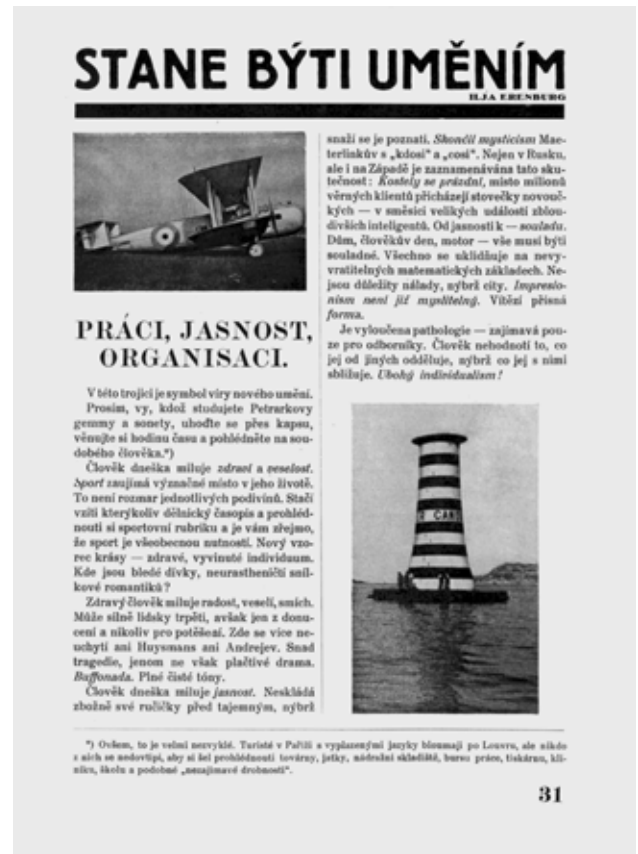 STANE BÝTI UMĚNÍM
ILJA ERENBURG
PRÁCI, JASNOST,
ORGANISACI.
V této trojici je symbol víry nového umění.
Prosím, vy, kdož studujete Petrarkovy
gemmy a sonety, uhoďte se přes kapsu,
věnujte si hodinu času a pohlédněte na sou-
dobého člověka.*)
Člověk dneška miluje zdraví a veselost.
Sport zaujímá význačné místo v jeho životě.
To není rozmar jednotlivých podivínů. Stačí
vzíti kterýkoliv dělnický časopis a prohléd-
nouti si sportovní rubriku a je vám zřejmo,
že sport je všeobecnou nutností. Nový vzo-
rec krásy — zdravé, vyvinuté individuum.
Kde jsou bledé dívky, neurastheničtí sníl-
kové romantiků?
Zdravý člověk miluje radost, veselí, smích.
Může silně lidsky trpěti, avšak jen z donu-
cení a nikoliv pro potěšení. Zde se více ne-
uchytí ani Huysmans ani Andrejev. Snad
tragedie, jenom ne však plačtivé drama.
Buffonada. Plné čisté tóny.
Člověk dneška miluje jasnost. Neskládá
zbožně své ručičky před tajemným, nýbrž
snaží se je poznati. Skončil mysticism Mae-
terlinkův s „kdosi“ a „cosi“. Nejen v Rusku,
ale i na Západě je zaznamenávána tato sku-
tečnost: Kostely se prázdní, místo milionů
věrných klientů přicházejí stovečky novouč-
kých — v směsici velikých událostí zblou-
divších inteligentů. Od jasnosti k — souladu.
Dům, člověkův den, motor — vše musí býti
souladné. Všechno se uklidňuje na nevy-
vratitelných matematických základech. Ne-
jsou důležity nálady, nýbrž city. Impresio-
nism není již myslitelný. Vítězí přísná
forma.
Je vyloučena pathologie — zajímavá pou-
ze pro odborníky. Člověk nehodnotí to, co
jej od jiných odděluje, nýbrž co jej s nimi
sbližuje. Ubohý individualism!
CAN
*) Ovšem, to je velmi nezvyklé. Turisté v Paříži s vyplazenými jazyky bloumají po Louvru, ale nikdo
z nich se nedovtípí, aby si šel prohlédnouti továrny, jatky, nádražní skladiště, bursu práce, tiskárnu, kli-
niku, školu a podobné „nezajímavé drobnosti“.
31